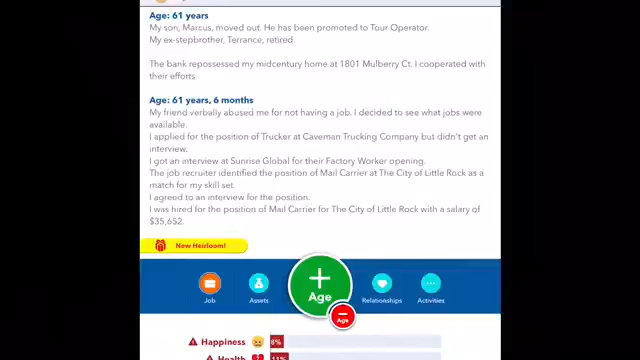 Age: 61 years
My son, Marcus, moved out. He has been promoted to Tour Operator.
My ex-stepbrother, Terrance, retired.
The bank repossessed my midcentury home at 1801 Mulberry Ct. I cooperated with
their efforts.
Age: 61 years, 6 months
My friend verbally abused me for not having a job. I decided to see what jobs were
available.
I applied for the position of Trucker at Caveman Trucking Company but didn't get an
interview.
I got an interview at Sunrise Global for their Factory Worker opening.
The job recruiter identified the position of Mail Carrier at The City of Little Rock as a
match for my skill set.
I agreed to an interview for the position.
I was hired for the position of Mail Carrier for The City of Little Rock with a salary of
$35,652.
New Heirloom!
Job
Assets
Age
Age
Relationships
Activities
Happiness
8%
Health
11%